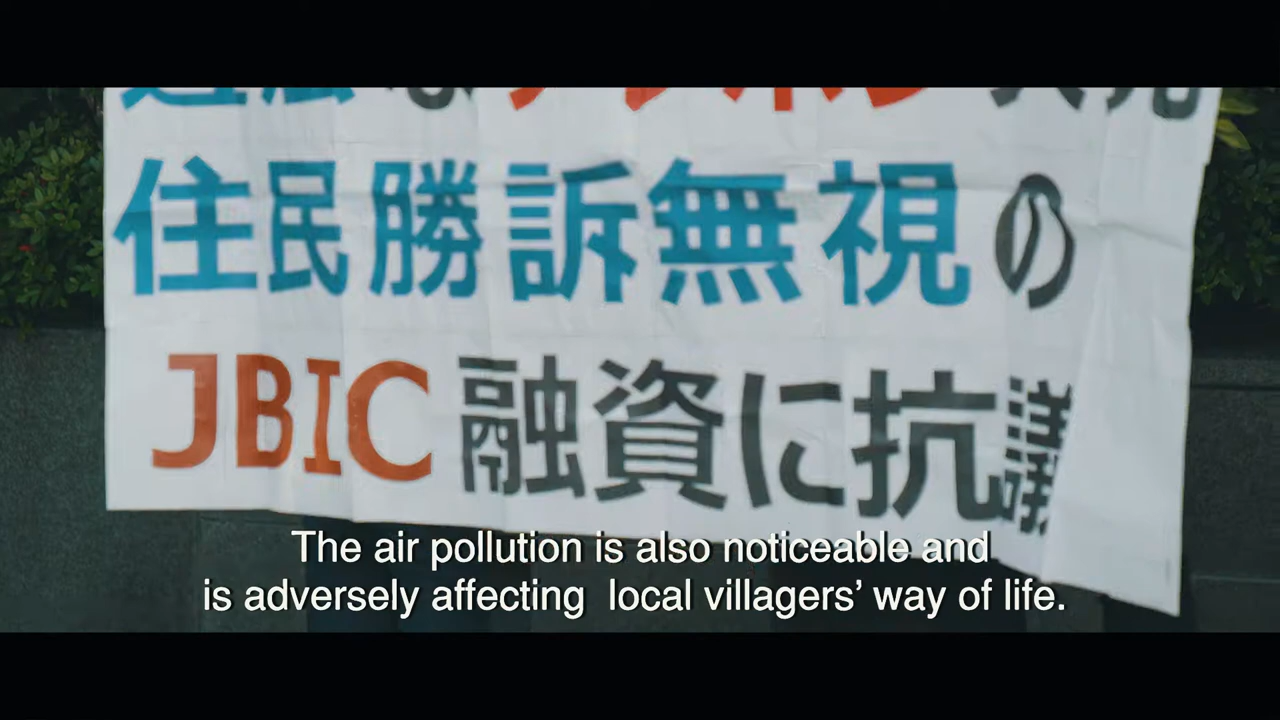 住民勝訴無視の
JBIC融資に抗議
The air pollution is also noticeable and
is adversely affecting local villagers’ way of life.